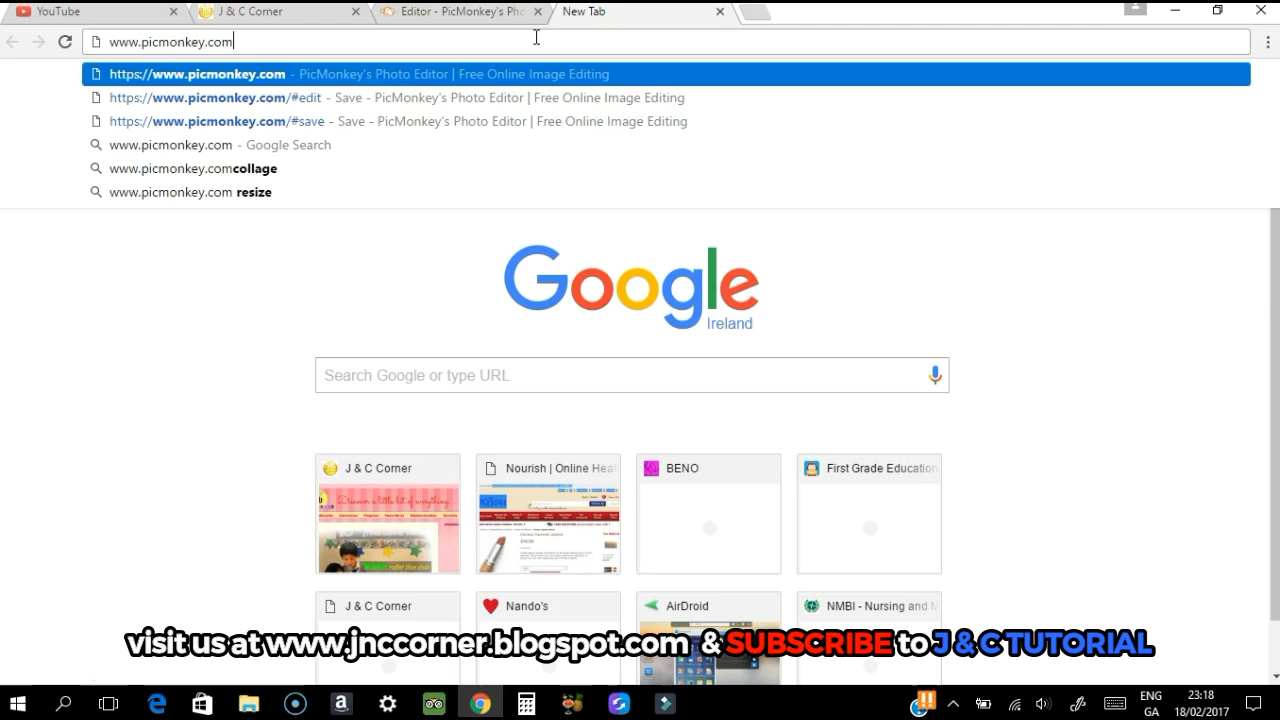 YouTube
J & C Corner
Editor - PicMonkey's Pho
New Tab
www.picmonkey.com
https://www.picmonkey.com - PicMonkey's Photo Editor | Free Online Image Editing
https://www.picmonkey.com/#edit - Save - PicMonkey's Photo Editor | Free Online Image Editing
https://www.picmonkey.com/#save - Save - PicMonkey's Photo Editor | Free Online Image Editing
www.picmonkey.com - Google Search
www.picmonkey.comcollage
www.picmonkey.com resize
Google
Ireland
Search Google or type URL
J & C Corner
Nourish | Online Hea
BENO
First Grade Education
Discover a little bit of everything...
J & C Corner
Nando's
AirDroid
NMBI - Nursing and M
visit us at www.jnccorner.blogspot.com & SUBSCRIBE to J & C TUTORIAL
ENG
GA
23:18
18/02/2017